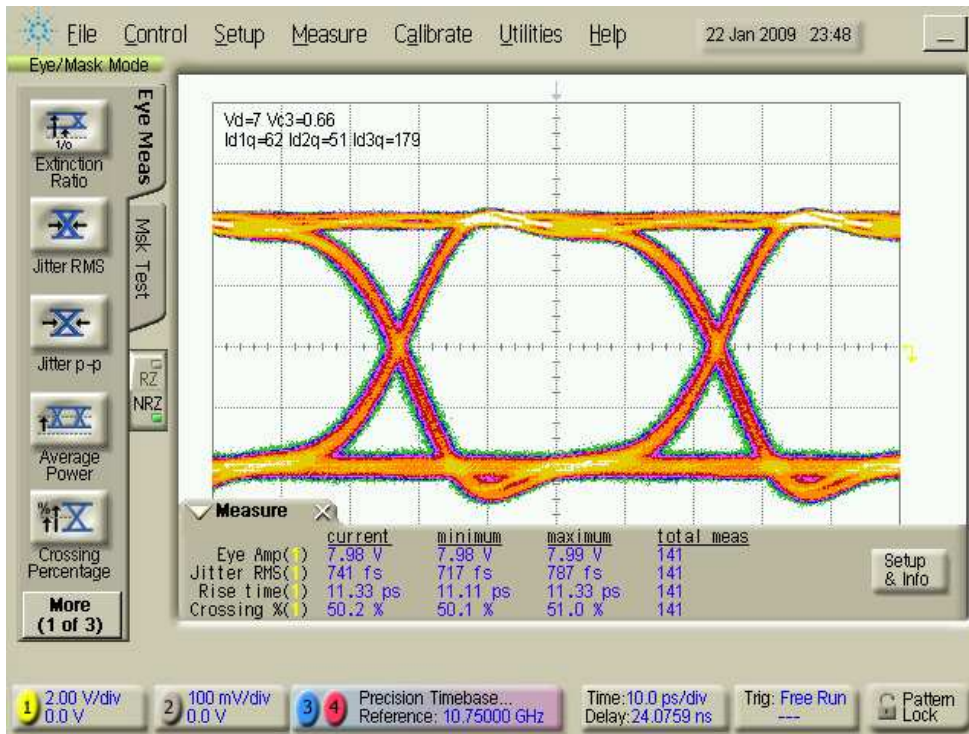 File Control Setup Measure Calibrate Utilities Help 22 Jan 2009 23:48
Eye/Mask Mode
Eye Meas
Msk Test
Extinction
Ratio
Jitter RMS
Jitter p-p
RZ
NRZ
Average
Power
Crossing
Percentage
More
(1 of 3)
Vd=7 Vc3=0.66
Id1q=62 Id2q=51 Id3q=179
Measure
current minimum maximum total meas
Eye Amp(1) 7.98 V 7.98 V 7.99 V 141
Jitter RMS(1) 741 fs 717 fs 787 fs 141
Rise time(1) 11.33 ps 11.11 ps 11.33 ps 141
Crossing %(1) 50.2 % 50.1 % 51.0 % 141
Setup
& Info
1 2.00 V/div
0.0 V
2 100 mV/div
0.0 V
3 4 Precision Timebase...
Reference: 10.75000 GHz
Time:10.0 ps/div
Delay:24.0759 ns
Trig: Free Run
---
Pattern
Lock